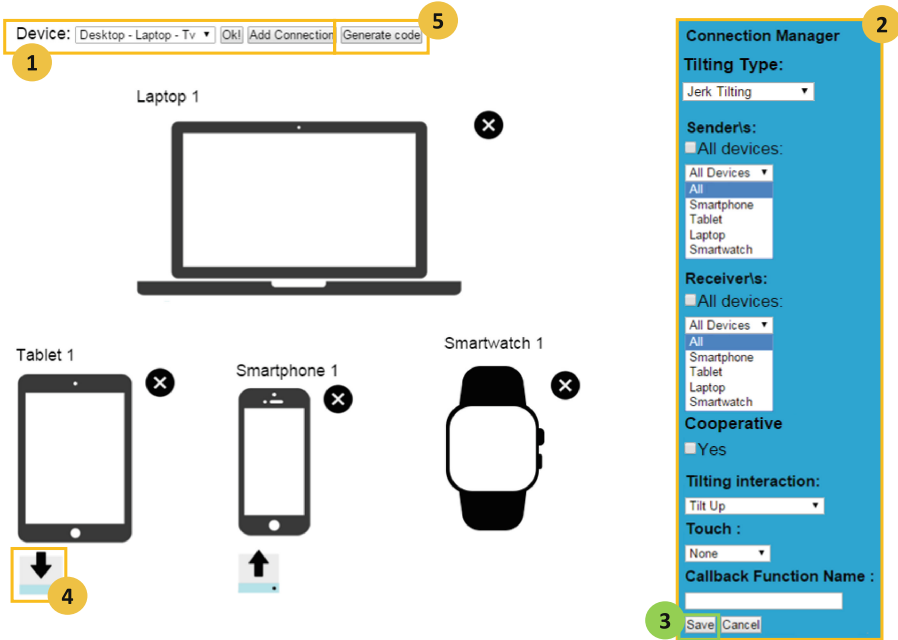 Device: Desktop - Laptop - Tv Ok! Add Connection Generate code
5
1
Laptop 1
Tablet 1
Smartphone 1
Smartwatch 1
4
2
Connection Manager
Tilting Type:
Jerk Tilting
Sender\s:
All devices:
All Devices
All
Smartphone
Tablet
Laptop
Smartwatch
Receiver\s:
All devices:
All Devices
All
Smartphone
Tablet
Laptop
Smartwatch
Cooperative
Yes
Tilting interaction:
Tilt Up
Touch :
None
Callback Function Name :
3
Save Cancel